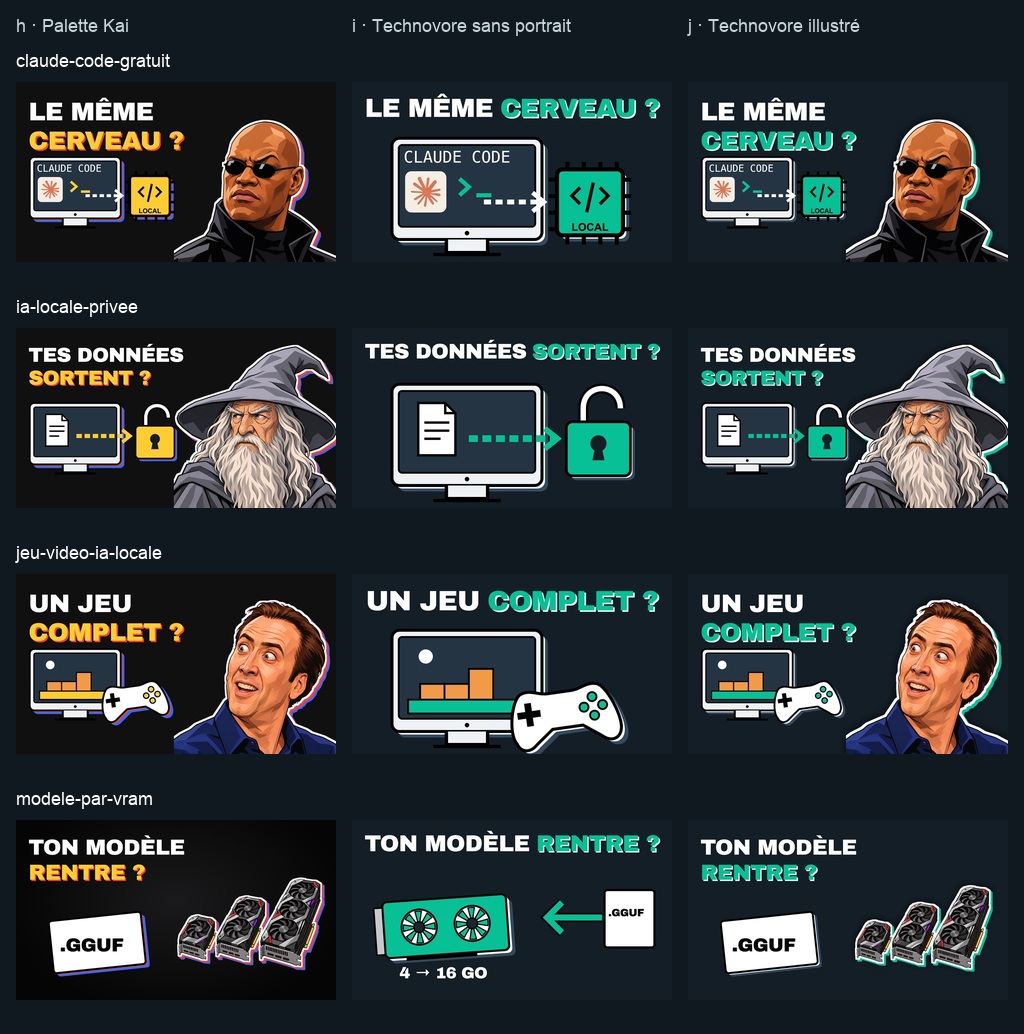 h · Palette Kai
i · Technovore sans portrait
j · Technovore illustré
claude-code-gratuit
LE MÊME
CERVEAU ?
CLAUDE CODE
>_
</>
LOCAL
LE MÊME CERVEAU ?
CLAUDE CODE
>_
</>
LOCAL
LE MÊME
CERVEAU ?
CLAUDE CODE
>_
</>
LOCAL
ia-locale-privee
TES DONNÉES
SORTENT ?
TES DONNÉES SORTENT ?
TES DONNÉES
SORTENT ?
jeu-video-ia-locale
UN JEU
COMPLET ?
UN JEU COMPLET ?
UN JEU
COMPLET ?
modele-par-vram
TON MODÈLE
RENTRE ?
.GGUF
TON MODÈLE RENTRE ?
.GGUF
4 → 16 GO
TON MODÈLE
RENTRE ?
.GGUF